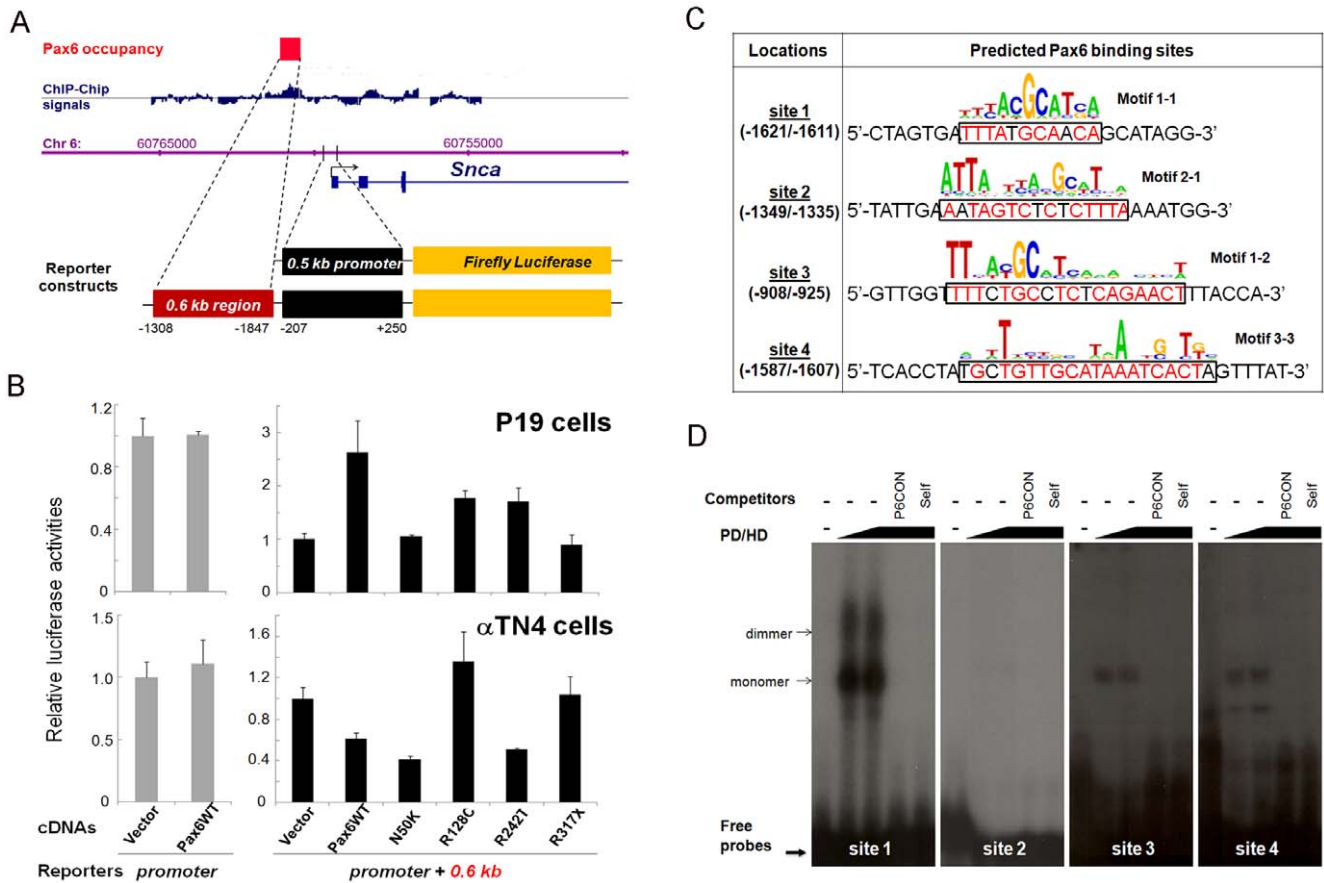 A
Pax6 occupancy
ChIP-Chip
signals
Chr 6:
60765000
60755000
Snca
Reporter
constructs
0.5 kb promoter
Firefly Luciferase
0.6 kb region
-1308
-1847
-207
+250
B
Relative luciferase activities
1.2
0.8
0.4
0
P19 cells
3
2
1
0
1.5
1.0
0.5
0
αTN4 cells
1.6
1.2
0.8
0.4
0
cDNAs
Vector
Pax6WT
Vector
Pax6WT
N50K
R128C
R242T
R317X
Reporters
promoter
promoter + 0.6 kb
C
Locations
Predicted Pax6 binding sites
site 1
(-1621/-1611)
Motif 1-1
5'-CTAGTGATTTATGCAACAGCATAGG-3'
site 2
(-1349/-1335)
Motif 2-1
5'-TATTGAAATAGTCTCTCTTTAAAATGG-3'
site 3
(-908/-925)
Motif 1-2
5'-GTTGGTTTTCTGCCTCTCAGAACTTTACCA-3'
site 4
(-1587/-1607)
Motif 3-3
5'-TCACCTATGCTGTTGCATAAATCACTAGTTTAT-3'
D
Competitors
- - - P6CON Self
- - - P6CON Self
- - - P6CON Self
- - - P6CON Self
PD/HD
- - - -
dimmer
monomer
Free
probes
site 1
site 2
site 3
site 4